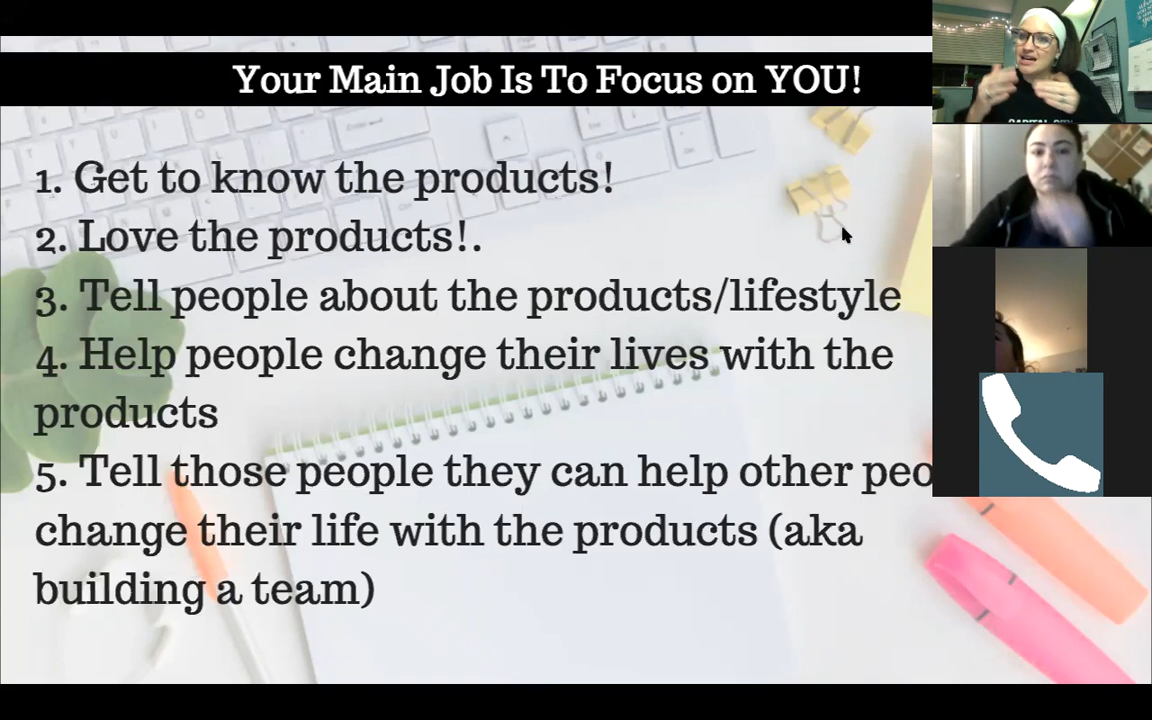 Your Main Job Is To Focus on YOU!
1. Get to know the products!
2. Love the products!.
3. Tell people about the products/lifestyle
4. Help people change their lives with the
products
5. Tell those people they can help other peo
change their life with the products (aka
building a team)
CAPITAL CITY